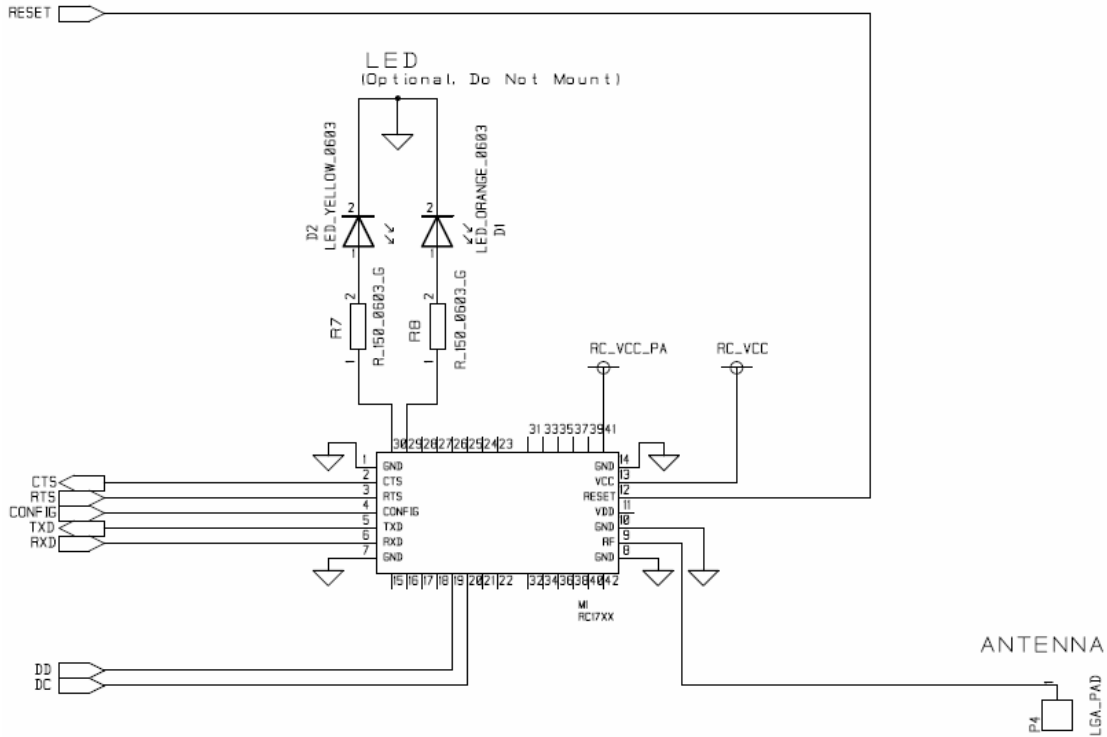 RESET
LED
(Optional. Do Not Mount)
D2
LED_YELLOW_0603
2
1
2
1
LED_ORANGE_0603
D1
R7
2
1
R_150_0603_G
R8
2
1
R_150_0603_G
RC_VCC_PA
RC_VCC
30 29 28 27 26 25 24 23
31 33 35 37 39 41
1 GND
2 CTS
3 RTS
4 CONFIG
5 TXD
6 RXD
7 GND
GND 14
VCC 13
RESET 12
VDD 11
GND 10
RF 9
GND 8
CTS
RTS
CONFIG
TXD
RXD
15 16 17 18 19 20 21 22
32 34 36 38 40 42
M1
RC17XX
DD
DC
ANTENNA
1
P4
LGA_PAD